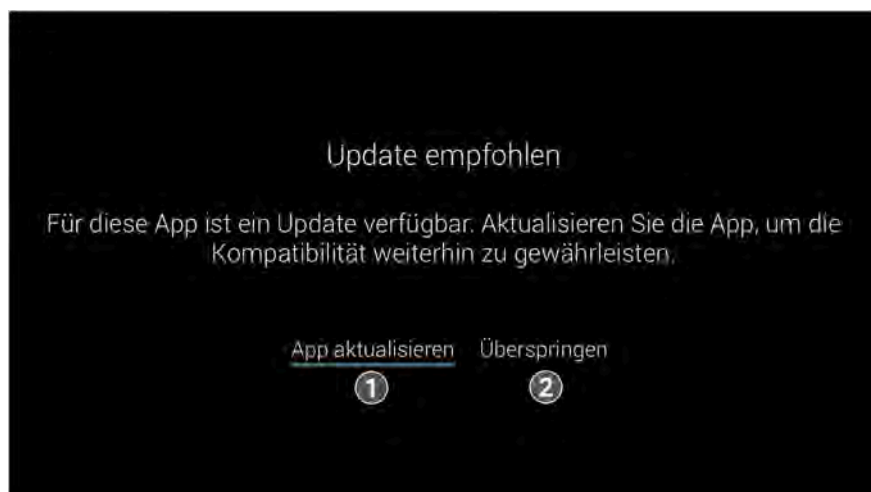 Update empfohlen
Für diese App ist ein Update verfügbar. Aktualisieren Sie die App, um die
Kompatibilität weiterhin zu gewährleisten.
App aktualisieren Überspringen
1 2